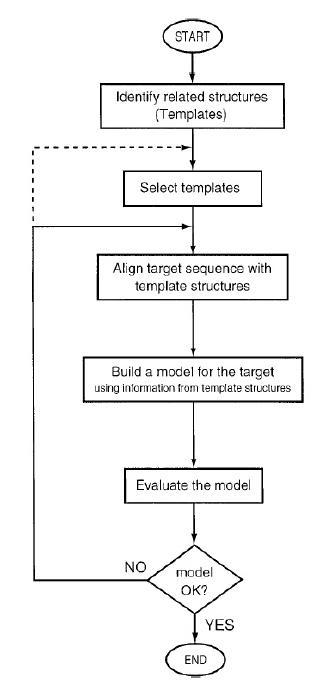 START
Identify related structures
(Templates)
Select templates
Align target sequence with
template structures
Build a model for the target
using information from template structures
Evaluate the model
NO
model
OK?
YES
END